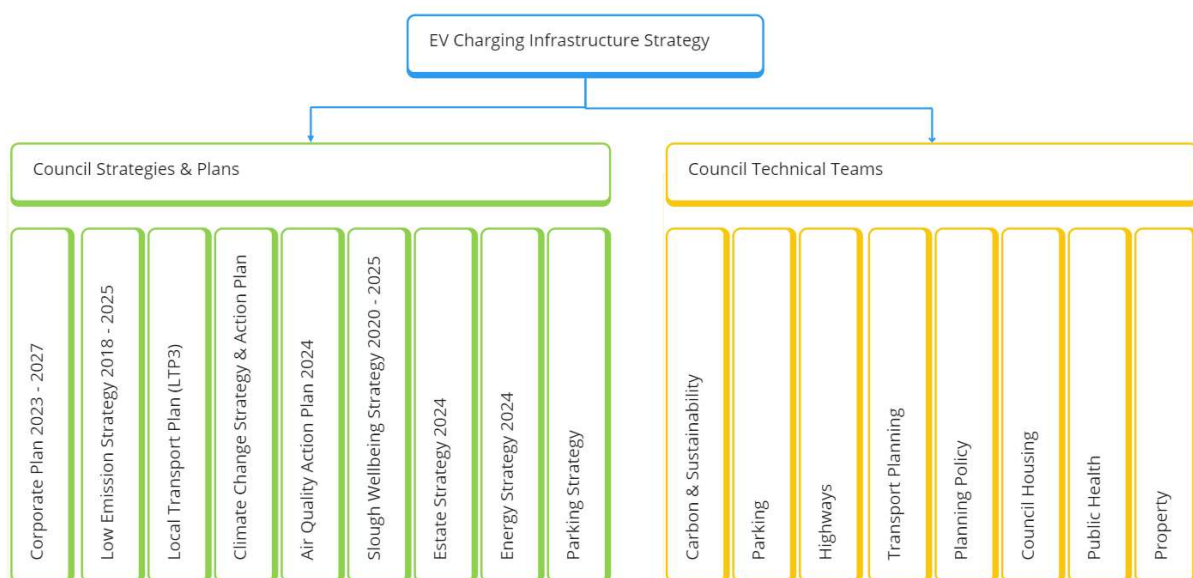 EV Charging Infrastructure Strategy
Council Strategies & Plans
Council Technical Teams
Corporate Plan 2023 - 2027
Low Emission Strategy 2018 - 2025
Local Transport Plan (LTP3)
Climate Change Strategy & Action Plan
Air Quality Action Plan 2024
Slough Wellbeing Strategy 2020 - 2025
Estate Strategy 2024
Energy Strategy 2024
Parking Strategy
Carbon & Sustainability
Parking
Highways
Transport Planning
Planning Policy
Council Housing
Public Health
Property